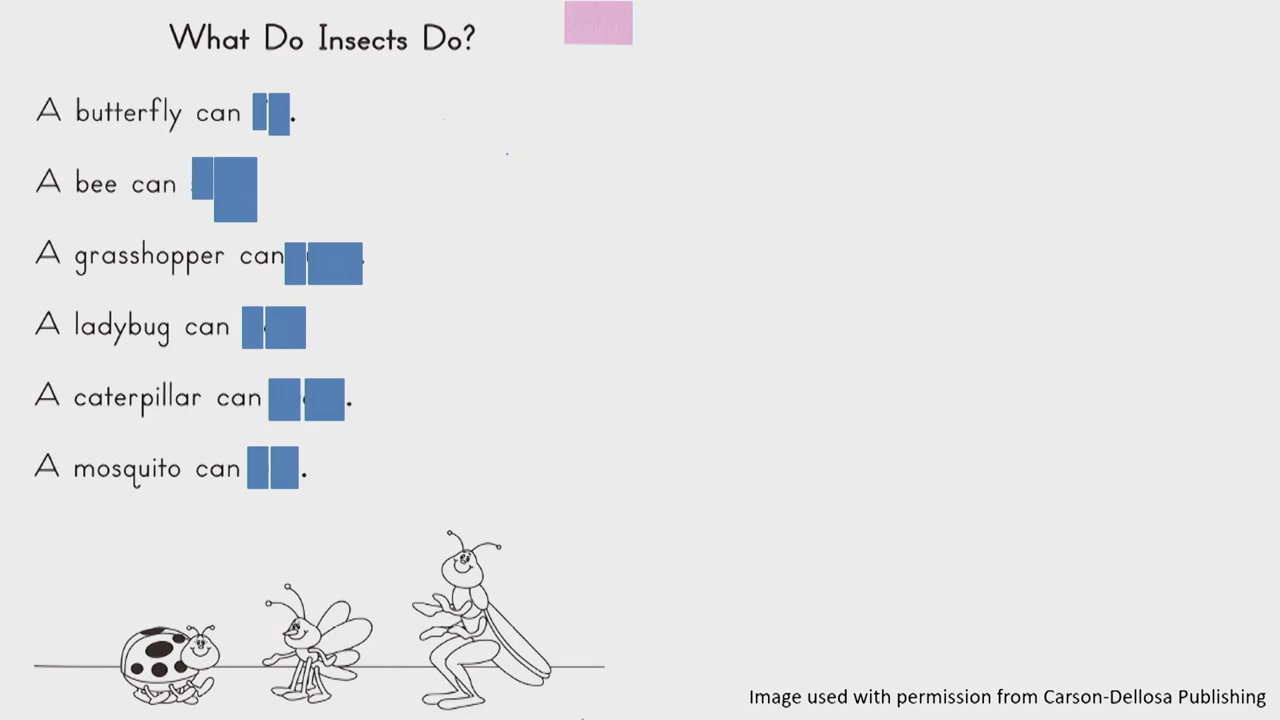 What Do Insects Do?
A butterfly can .
A bee can
A grasshopper can .
A ladybug can
A caterpillar can .
A mosquito can .
Image used with permission from Carson-Dellosa Publishing